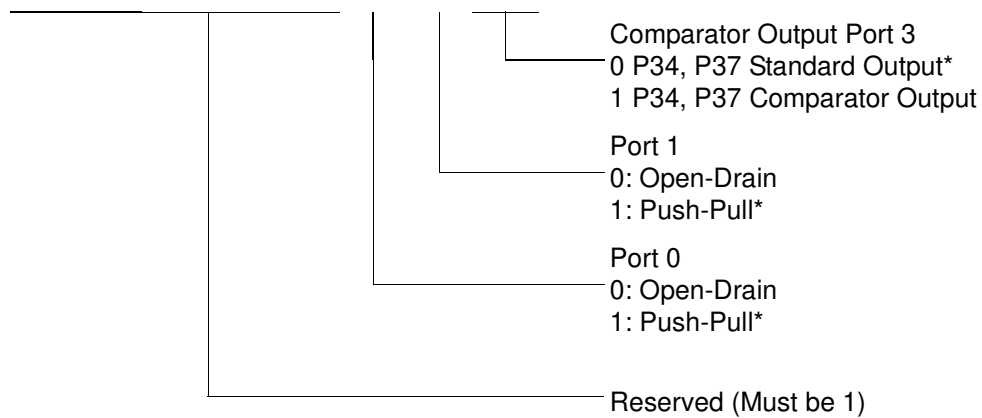 Comparator Output Port 3
0 P34, P37 Standard Output*
1 P34, P37 Comparator Output
Port 1
0: Open-Drain
1: Push-Pull*
Port 0
0: Open-Drain
1: Push-Pull*
Reserved (Must be 1)